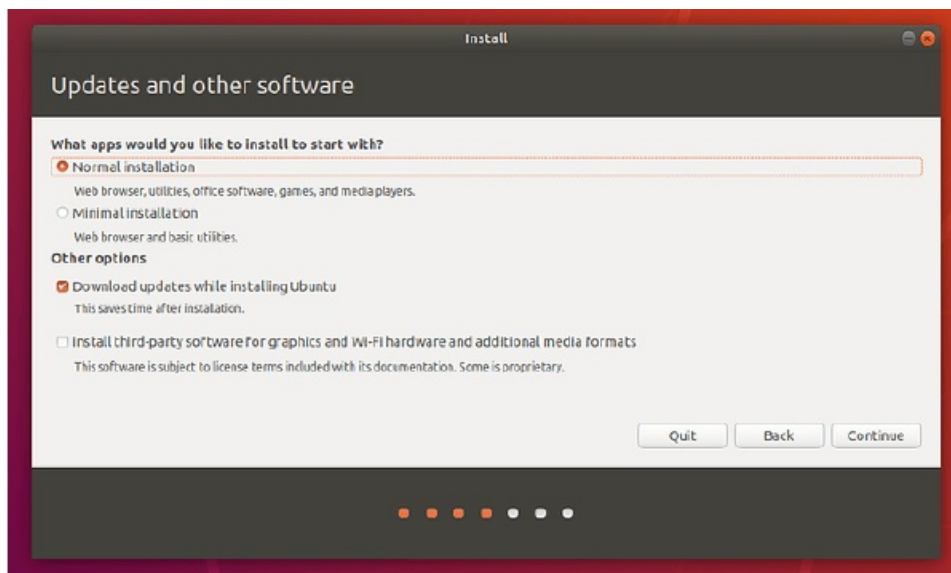 Install
Updates and other software
What apps would you like to install to start with?
Normal installation
Web browser, utilities, office software, games, and media players.
Minimal installation
Web browser and basic utilities.
Other options
Download updates while installing Ubuntu
This saves time after installation.
Install third-party software for graphics and Wi-Fi hardware and additional media formats
This software is subject to license terms included with its documentation. Some is proprietary.
Quit Back Continue